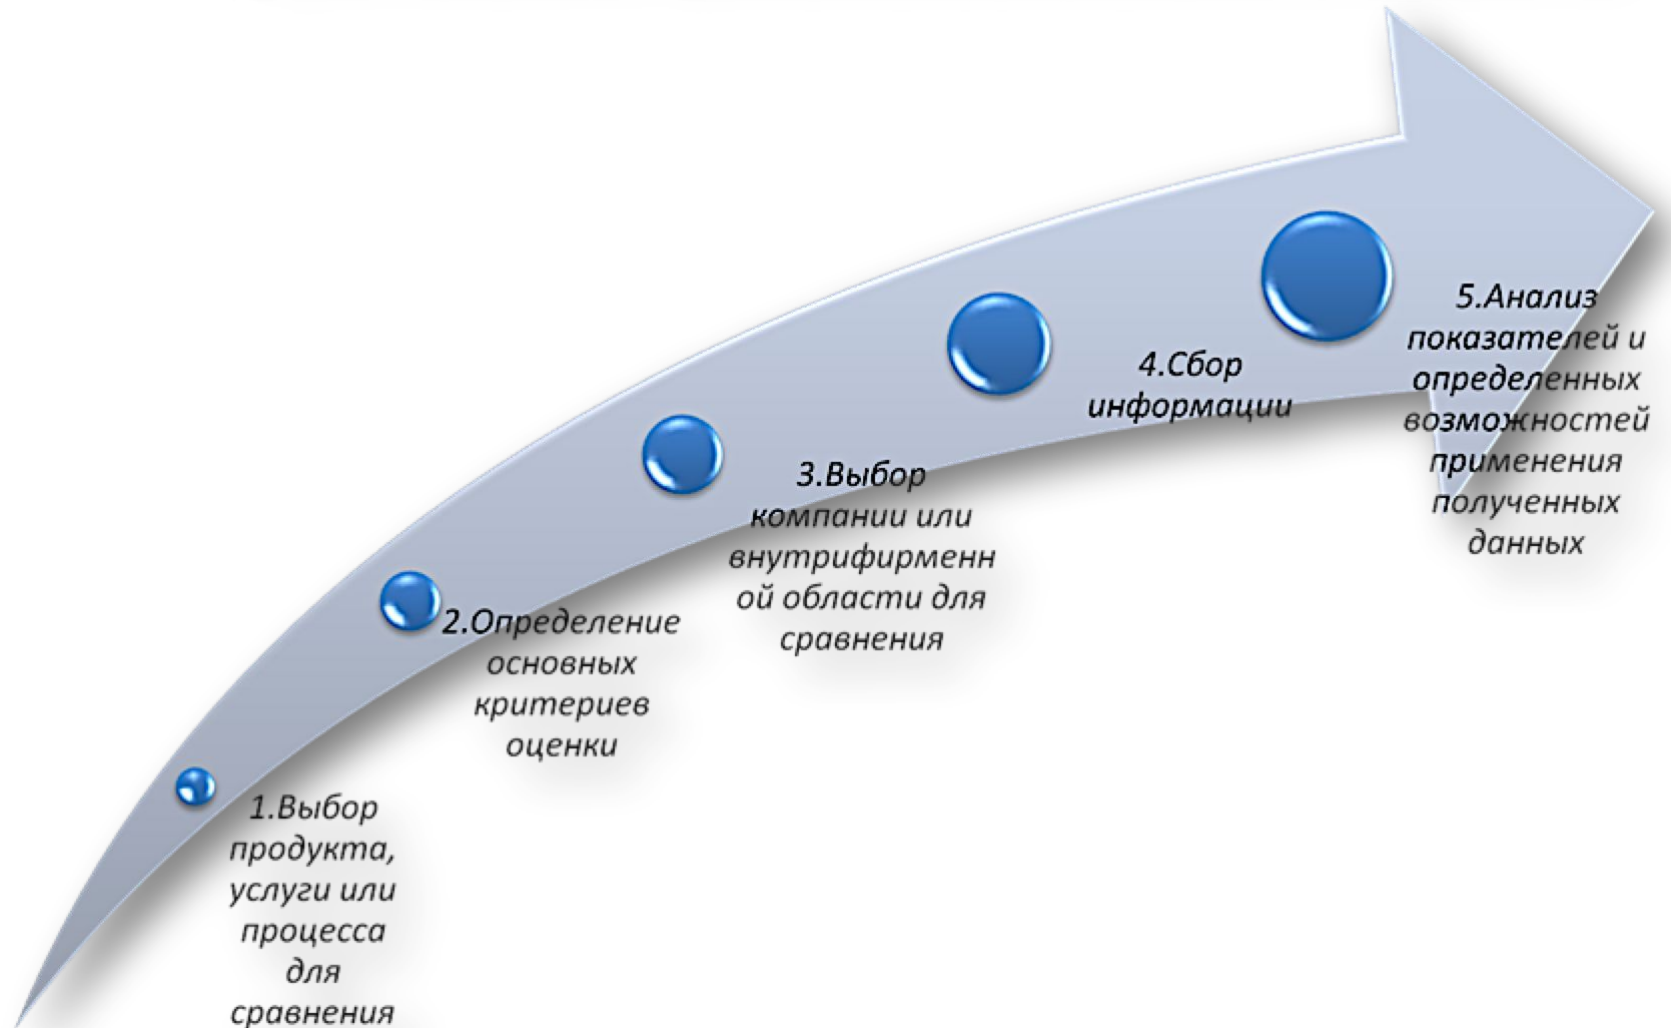 1.Выбор
продукта,
услуги или
процесса
для
сравнения
2.Определение
основных
критериев
оценки
3.Выбор
компании или
внутрифирменн
ой области для
сравнения
4.Сбор
информации
5.Анализ
показателей и
определенных
возможностей
применения
полученных
данных